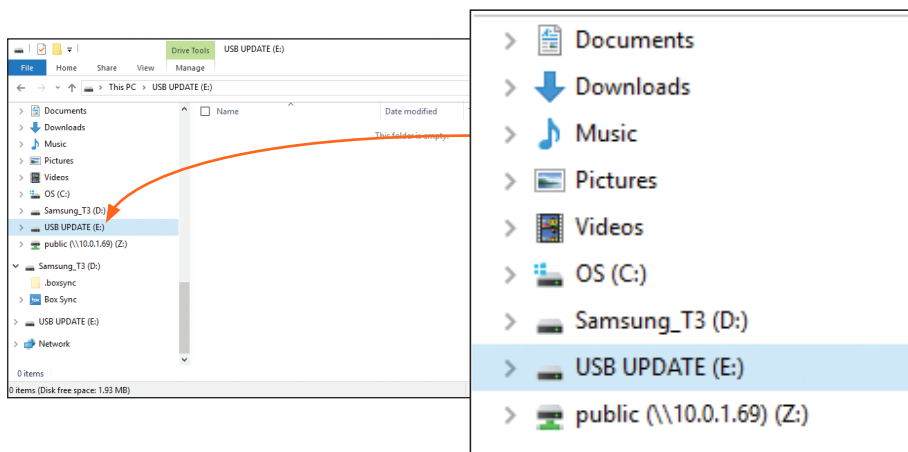 Drive Tools USB UPDATE (E:)
File Home Share View Manage
This PC > USB UPDATE (E:)
Documents
Downloads
Music
Pictures
Videos
OS (C:)
Samsung_T3 (D:)
USB UPDATE (E:)
public (\\10.0.1.69) (Z:)
Samsung_T3 (D:)
.boxsync
Box Sync
USB UPDATE (E:)
Network
Name Date modified
This folder is empty.
0 items
0 items (Disk free space: 1.93 MB)
Documents
Downloads
Music
Pictures
Videos
OS (C:)
Samsung_T3 (D:)
USB UPDATE (E:)
public (\\10.0.1.69) (Z:)